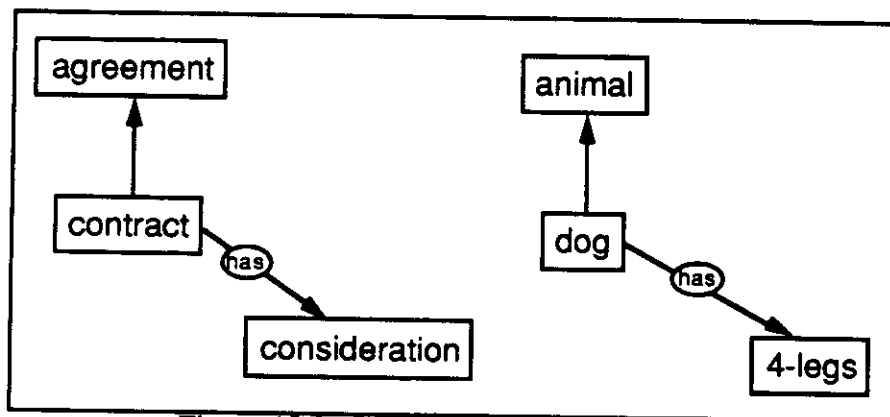 agreement
animal
contract
dog
has
has
consideration
4-legs